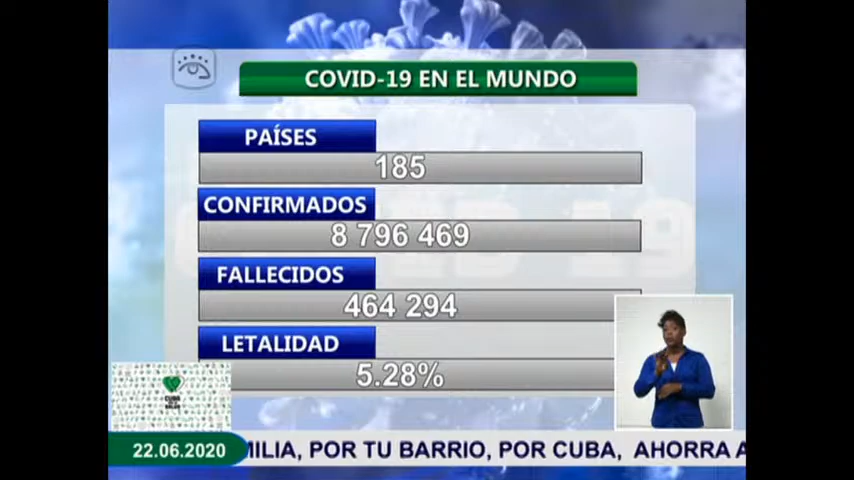 COVID-19 EN EL MUNDO
PAÍSES
185
CONFIRMADOS
8 796 469
FALLECIDOS
464 294
LETALIDAD
5.28%
CUBA
22.06.2020
MILIA, POR TU BARRIO, POR CUBA, AHORRA A